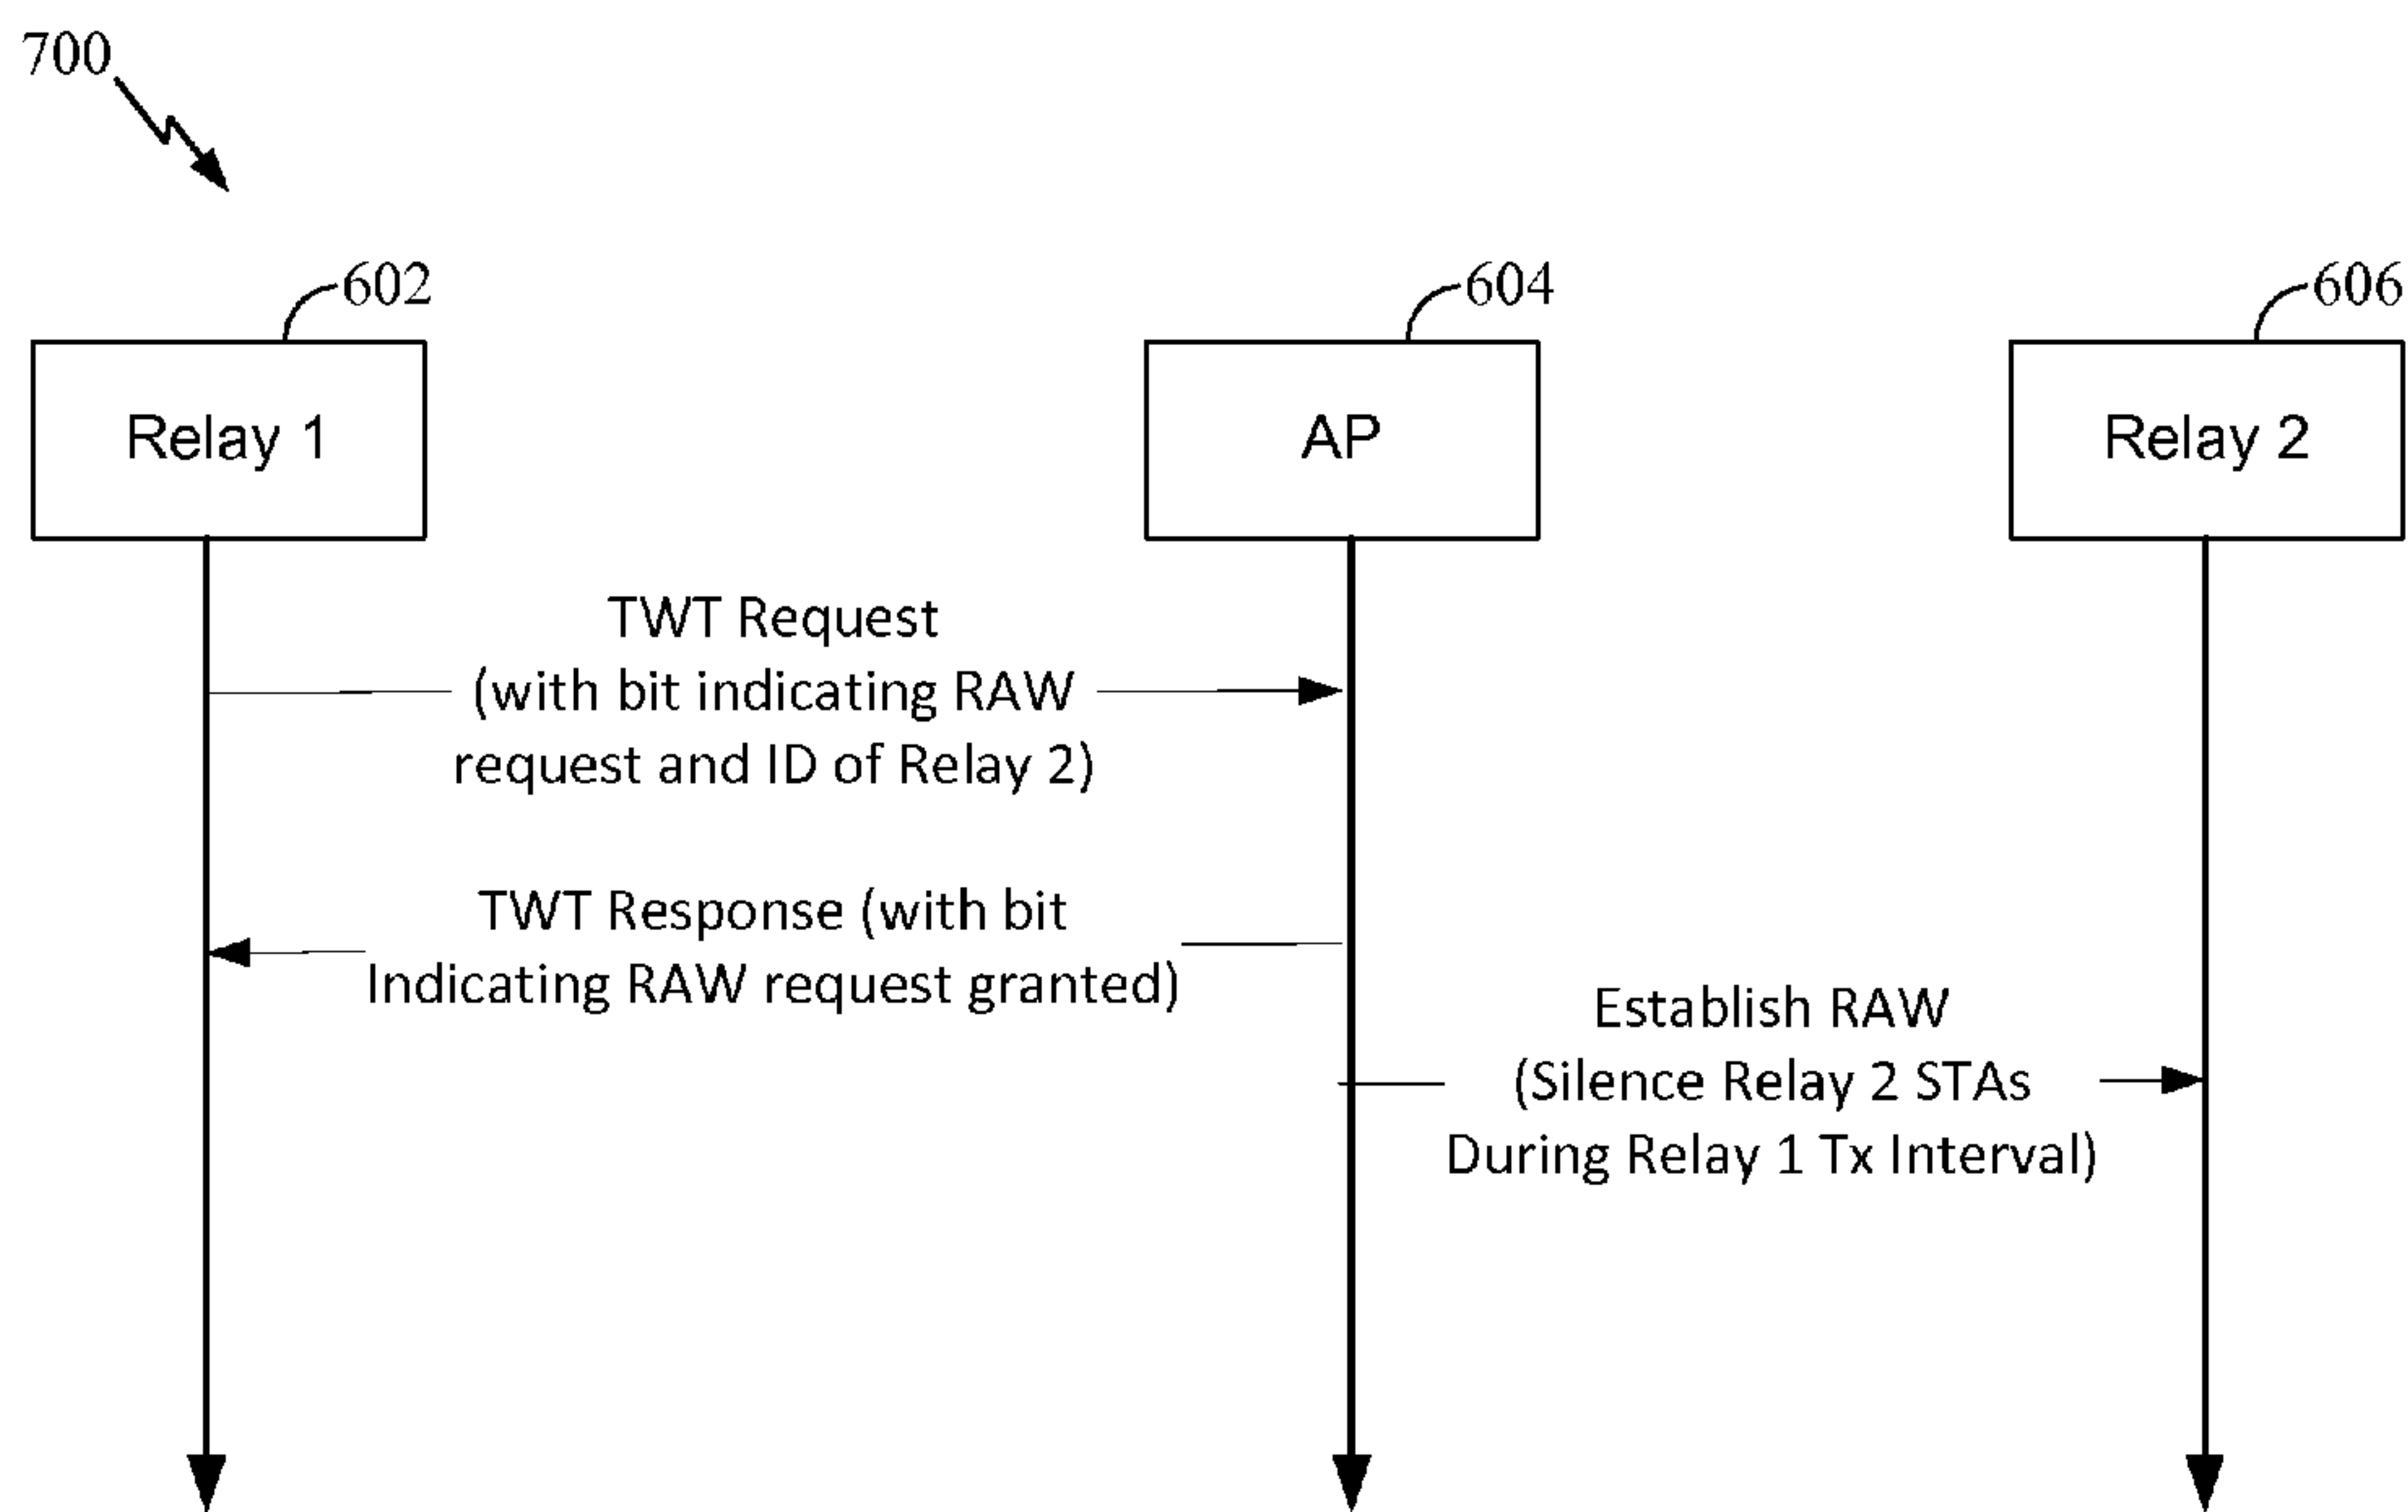 700
602
604
606
Relay 1
AP
Relay 2
TWT Request
(with bit indicating RAW
request and ID of Relay 2)
TWT Response (with bit
Indicating RAW request granted)
Establish RAW
(Silence Relay 2 STAs
During Relay 1 Tx Interval)